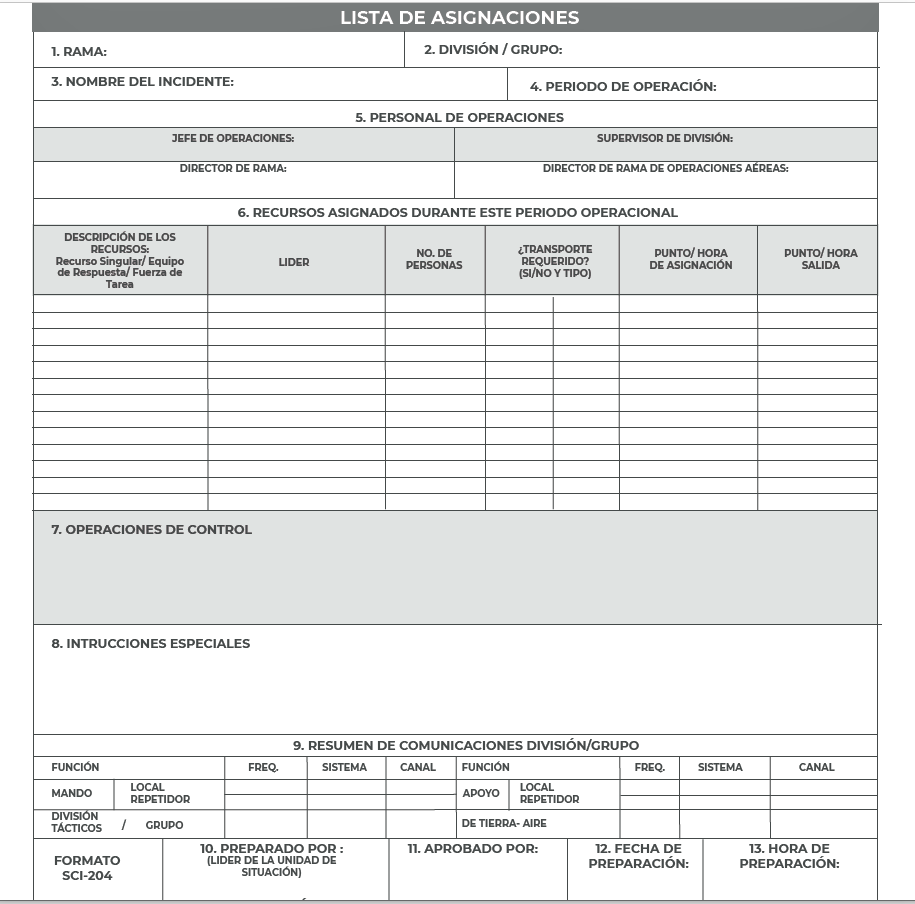 LISTA DE ASIGNACIONES
1. RAMA:
2. DIVISIÓN / GRUPO:
3. NOMBRE DEL INCIDENTE:
4. PERIODO DE OPERACIÓN:
5. PERSONAL DE OPERACIONES
JEFE DE OPERACIONES:
SUPERVISOR DE DIVISIÓN:
DIRECTOR DE RAMA:
DIRECTOR DE RAMA DE OPERACIONES AÉREAS:
6. RECURSOS ASIGNADOS DURANTE ESTE PERIODO OPERACIONAL
DESCRIPCIÓN DE LOS
RECURSOS:
Recurso Singular/ Equipo
de Respuesta/ Fuerza de
Tarea
LIDER
NO. DE
PERSONAS
¿TRANSPORTE
REQUERIDO?
(SI/NO Y TIPO)
PUNTO/ HORA
DE ASIGNACIÓN
PUNTO/ HORA
SALIDA
7. OPERACIONES DE CONTROL
8. INTRUCCIONES ESPECIALES
9. RESUMEN DE COMUNICACIONES DIVISIÓN/GRUPO
FUNCIÓN
FREQ.
SISTEMA
CANAL
FUNCIÓN
FREQ.
SISTEMA
CANAL
MANDO
LOCAL
REPETIDOR
APOYO
LOCAL
REPETIDOR
DIVISIÓN
TÁCTICOS / GRUPO
DE TIERRA- AIRE
FORMATO
SCI-204
10. PREPARADO POR :
(LIDER DE LA UNIDAD DE
SITUACIÓN)
11. APROBADO POR:
12. FECHA DE
PREPARACIÓN:
13. HORA DE
PREPARACIÓN: